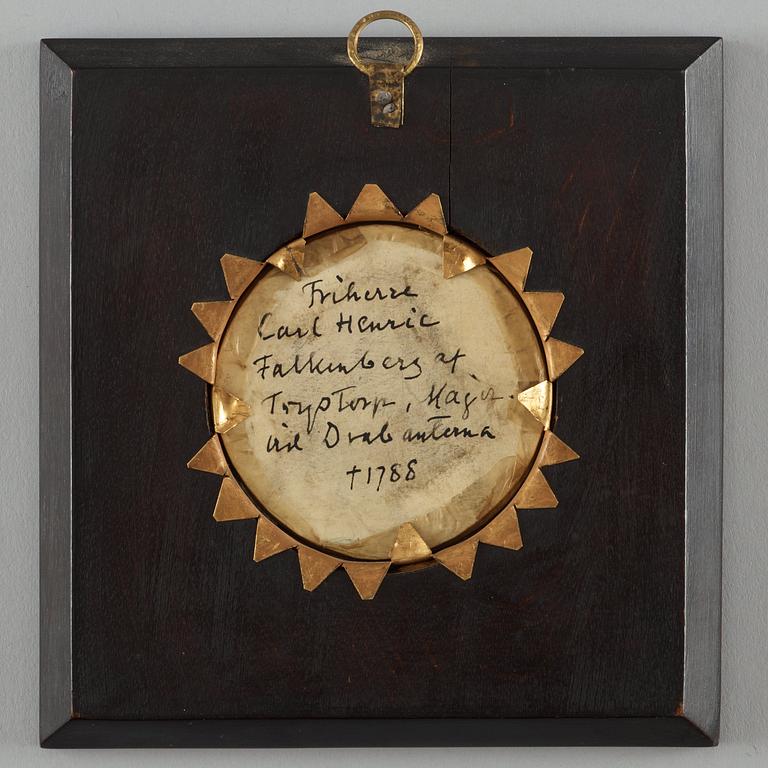 Friherre
Carl Henric
Falkenberg af
Trystorp, Major.
vid Drabanterna
†1788